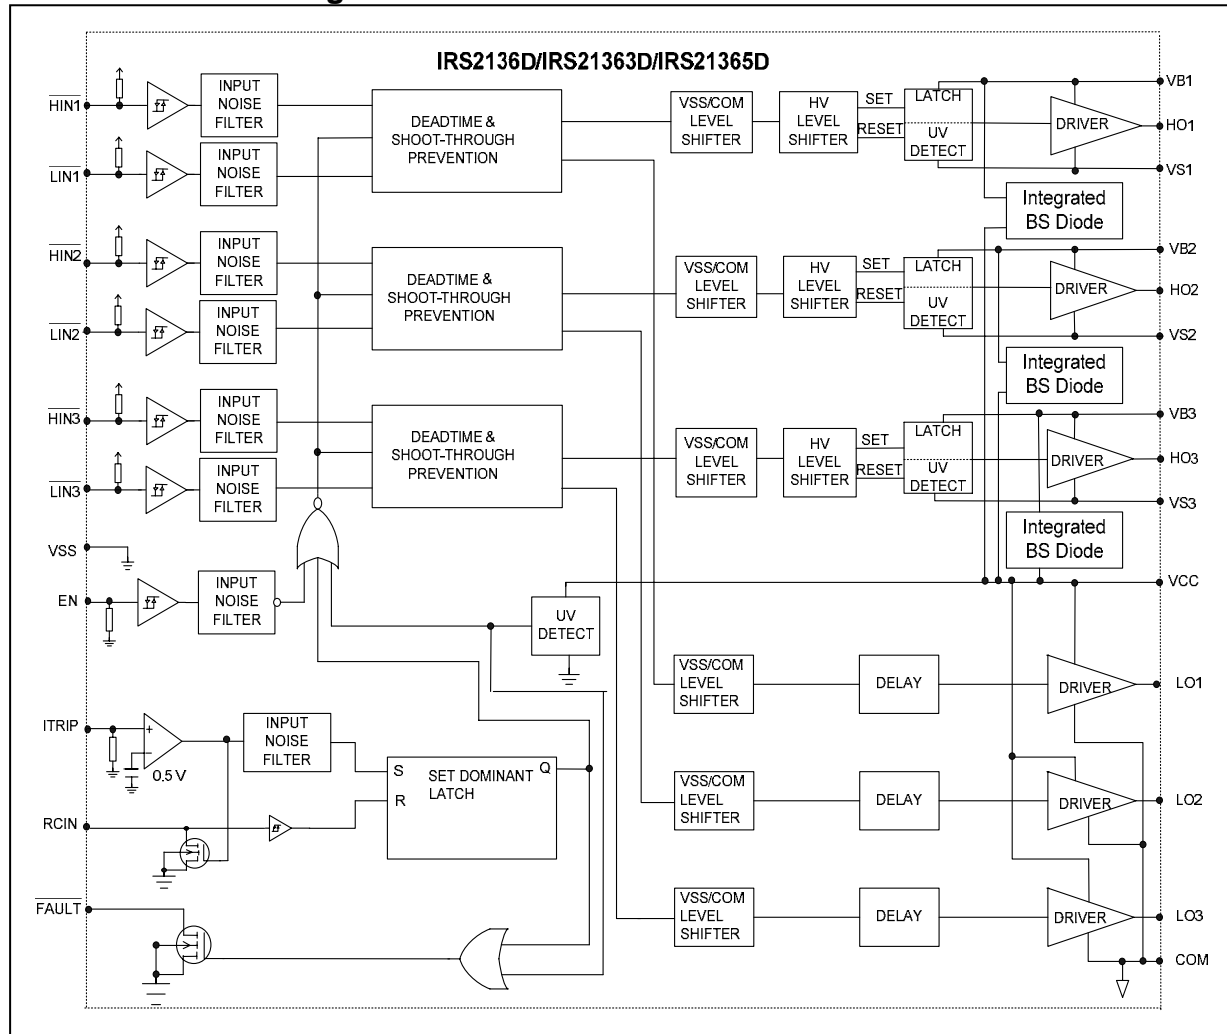 IRS2136D/IRS21363D/IRS21365D
HIN1
INPUT
NOISE
FILTER
LIN1
INPUT
NOISE
FILTER
DEADTIME &
SHOOT-THROUGH
PREVENTION
VSS/COM
LEVEL
SHIFTER
HV
LEVEL
SHIFTER
SET
RESET
LATCH
UV
DETECT
DRIVER
VB1
HO1
VS1
Integrated
BS Diode
HIN2
INPUT
NOISE
FILTER
LIN2
INPUT
NOISE
FILTER
DEADTIME &
SHOOT-THROUGH
PREVENTION
VSS/COM
LEVEL
SHIFTER
HV
LEVEL
SHIFTER
SET
RESET
LATCH
UV
DETECT
DRIVER
VB2
HO2
VS2
Integrated
BS Diode
HIN3
INPUT
NOISE
FILTER
LIN3
INPUT
NOISE
FILTER
DEADTIME &
SHOOT-THROUGH
PREVENTION
VSS/COM
LEVEL
SHIFTER
HV
LEVEL
SHIFTER
SET
RESET
LATCH
UV
DETECT
DRIVER
VB3
HO3
VS3
Integrated
BS Diode
VSS
EN
INPUT
NOISE
FILTER
UV
DETECT
VCC
VSS/COM
LEVEL
SHIFTER
DELAY
DRIVER
LO1
ITRIP
+
−
0.5 V
INPUT
NOISE
FILTER
S
R
Q
SET DOMINANT
LATCH
RCIN
VSS/COM
LEVEL
SHIFTER
DELAY
DRIVER
LO2
FAULT
VSS/COM
LEVEL
SHIFTER
DELAY
DRIVER
LO3
COM